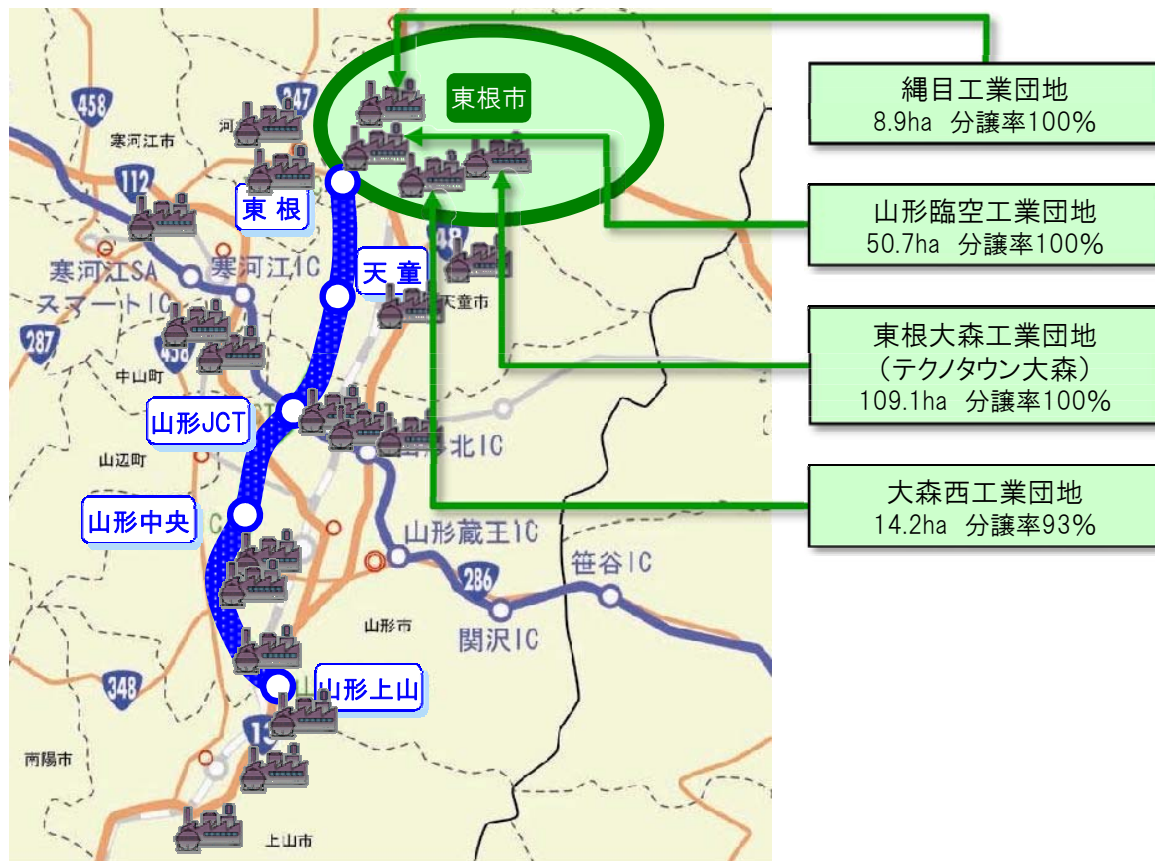 東根市
縄目工業団地
8.9ha 分譲率100%
458
347
寒河江市
112
東 根
山形臨空工業団地
50.7ha 分譲率100%
寒河江SA
スマートIC
寒河江IC
天 童
48
天童市
287
458
中山町
東根大森工業団地
(テクノタウン大森)
109.1ha 分譲率100%
山形JCT
北IC
山辺町
大森西工業団地
14.2ha 分譲率93%
山形中央
山形蔵王IC
286
笹谷IC
関沢IC
山形市
348
山形上山
13
南陽市
上山市